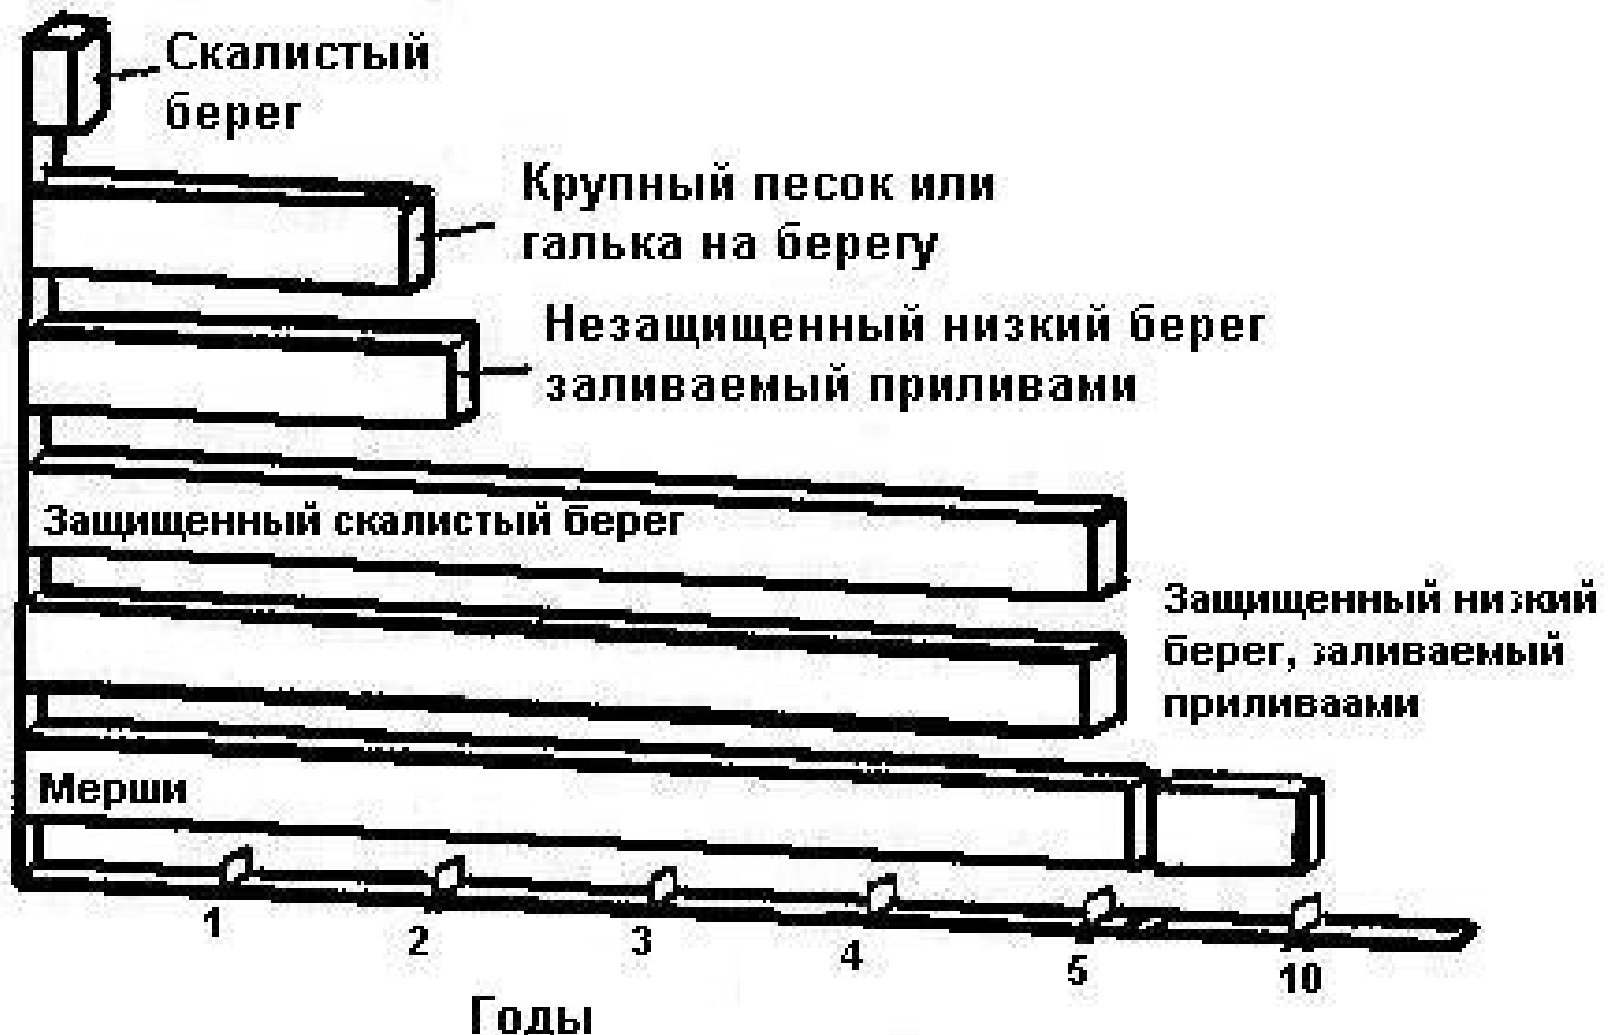 Скалистый
берег
Крупный песок или
галька на берегу
Незащищенный низкий берег
заливаемый приливами
Защищенный скалистый берег
Защищенный низкий
берег, заливаемый
приливаами
Мерши
1
2
3
4
5
10
Годы